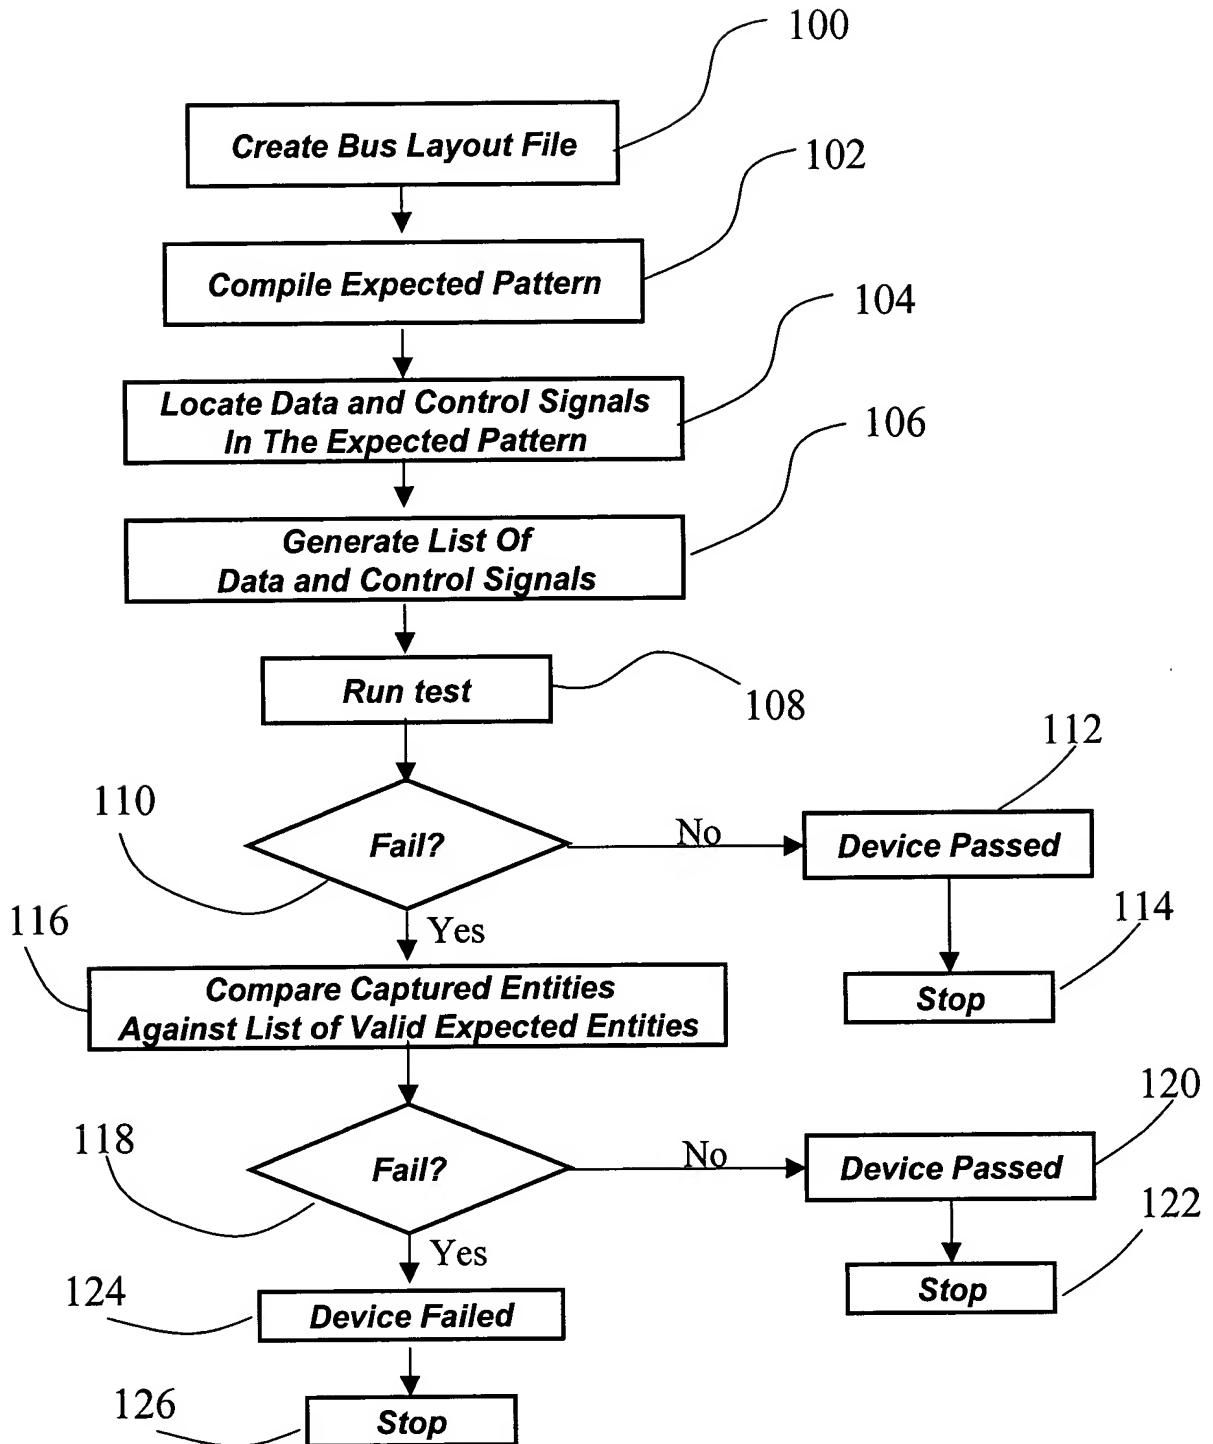 100
Create Bus Layout File
102
Compile Expected Pattern
104
Locate Data and Control Signals
In The Expected Pattern
106
Generate List Of
Data and Control Signals
Run test
108
112
110
Fail?
No
Device Passed
Yes
114
116
Compare Captured Entities
Against List of Valid Expected Entities
Stop
120
118
Fail?
No
Device Passed
122
Yes
Stop
124
Device Failed
126
Stop